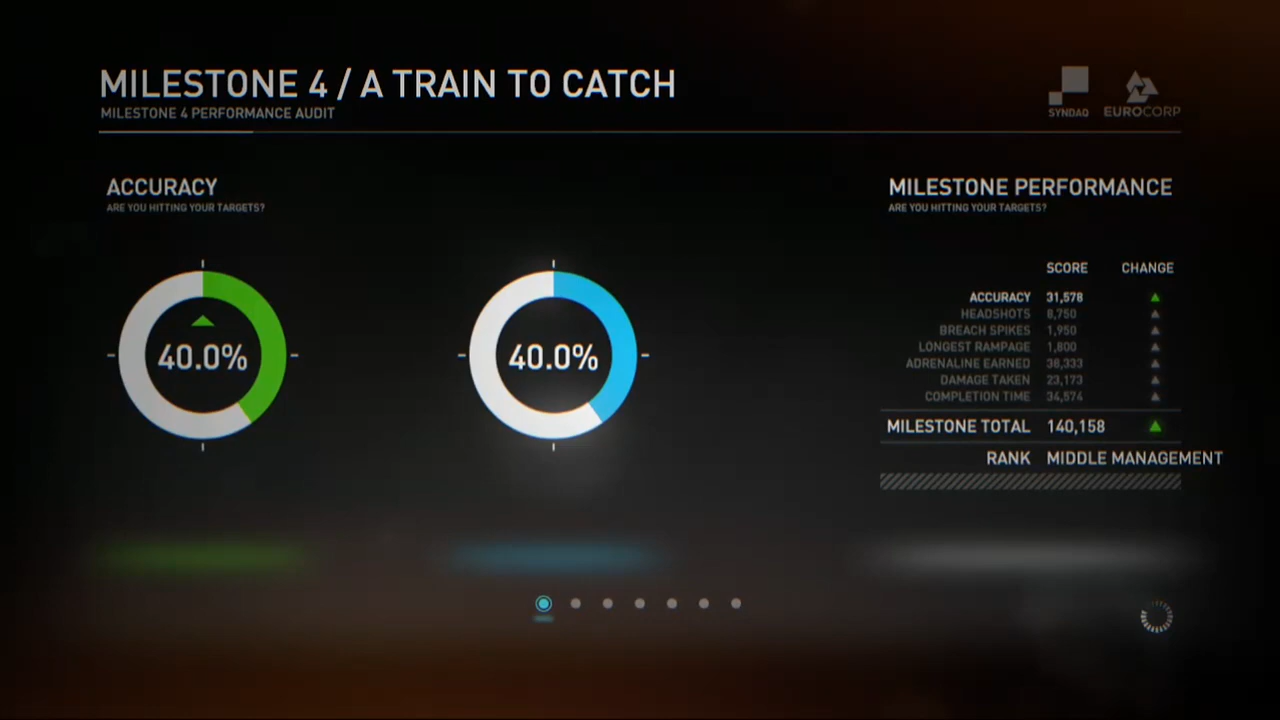 MILESTONE 4 / A TRAIN TO CATCH
MILESTONE 4 PERFORMANCE AUDIT
SYNDAQ EUROCORP
ACCURACY
ARE YOU HITTING YOUR TARGETS?
40.0%
40.0%
MILESTONE PERFORMANCE
ARE YOU HITTING YOUR TARGETS?
SCORE CHANGE
ACCURACY 31,578
HEADSHOTS 8,750
BREACH SPIKES 1,950
LONGEST RAMPAGE 1,800
ADRENALINE EARNED 38,333
DAMAGE TAKEN 23,173
COMPLETION TIME 34,574
MILESTONE TOTAL 140,158
RANK MIDDLE MANAGEMENT